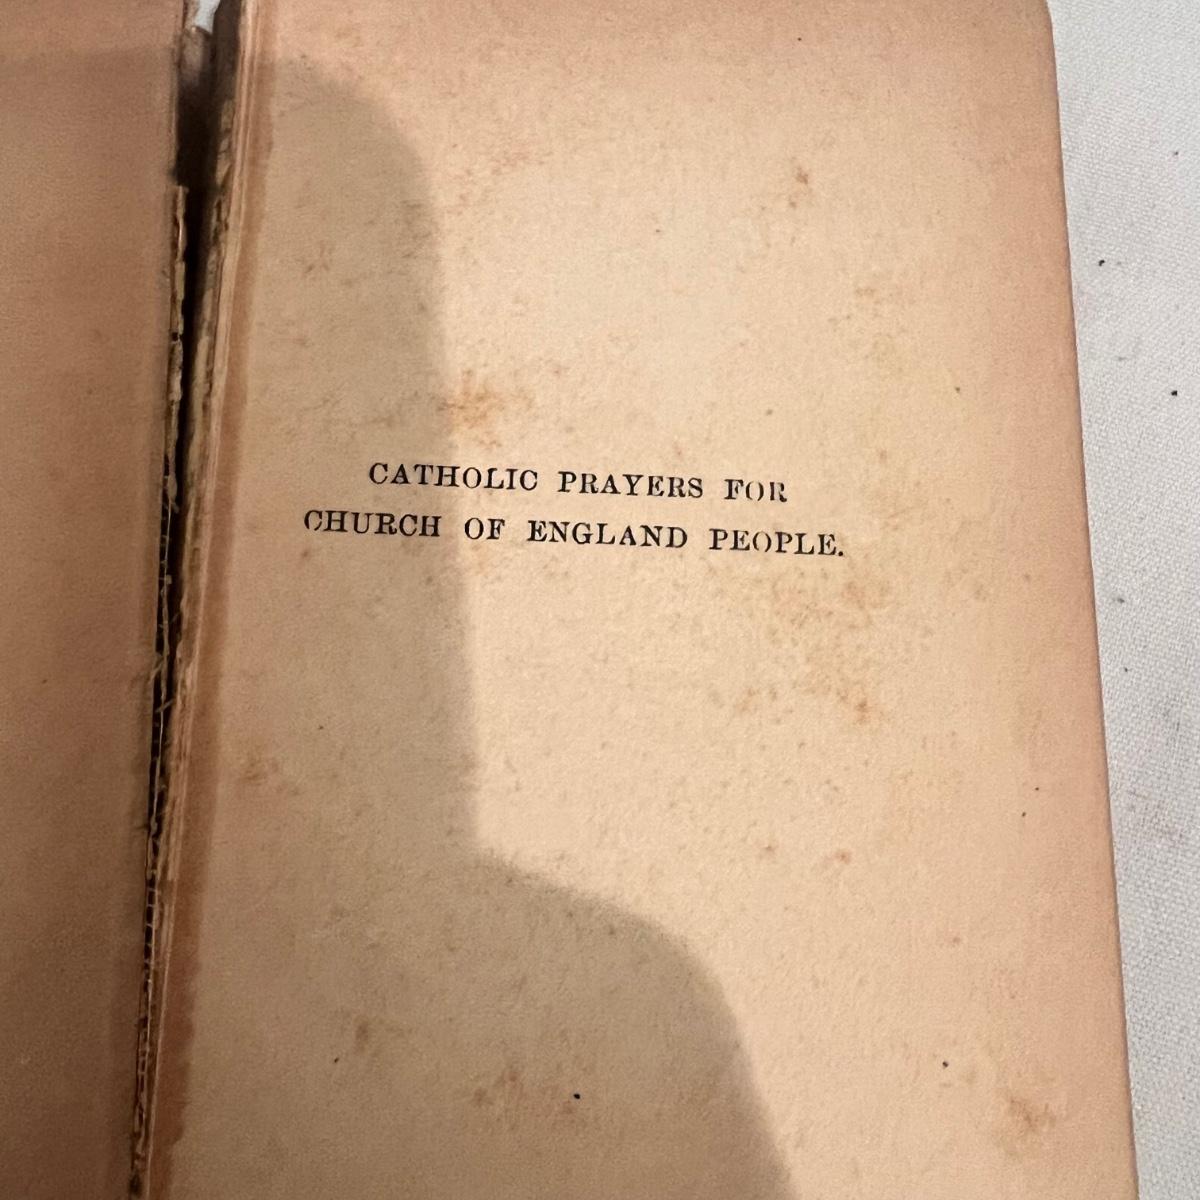 CATHOLIC PRAYERS FOR
CHURCH OF ENGLAND PEOPLE.